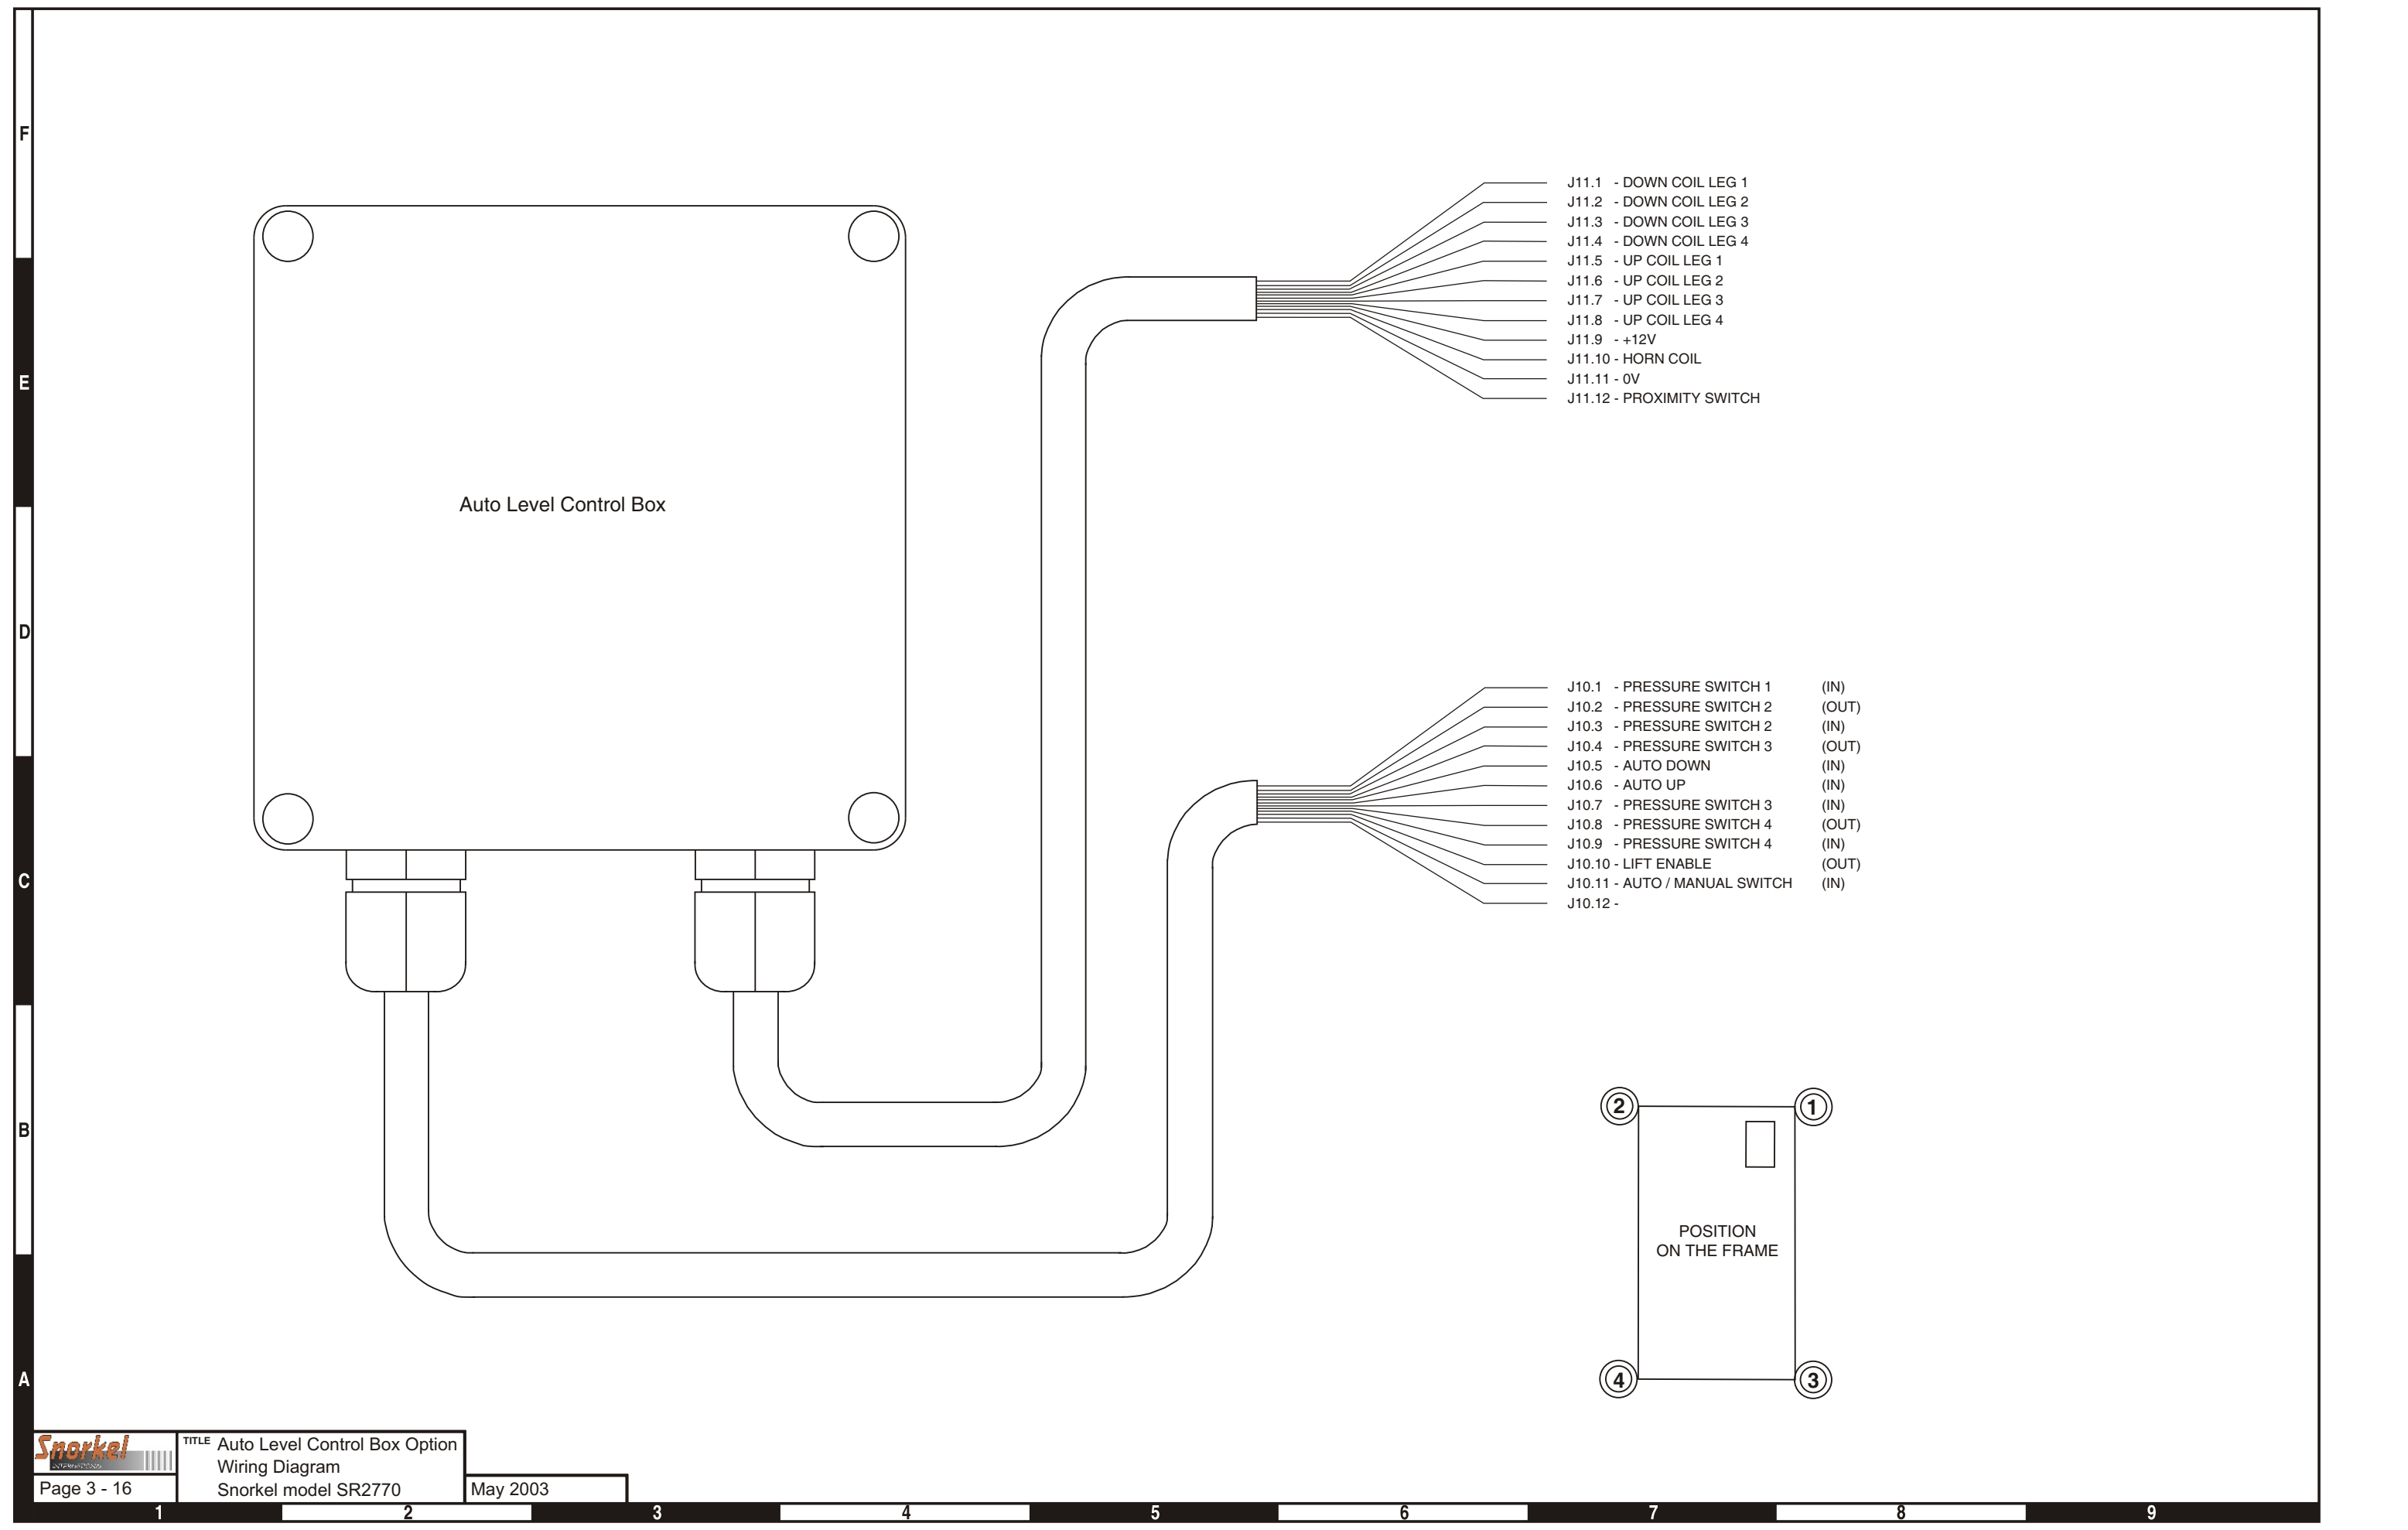 F
E
D
C
B
A
Auto Level Control Box
J11.1 - DOWN COIL LEG 1
J11.2 - DOWN COIL LEG 2
J11.3 - DOWN COIL LEG 3
J11.4 - DOWN COIL LEG 4
J11.5 - UP COIL LEG 1
J11.6 - UP COIL LEG 2
J11.7 - UP COIL LEG 3
J11.8 - UP COIL LEG 4
J11.9 - +12V
J11.10 - HORN COIL
J11.11 - 0V
J11.12 - PROXIMITY SWITCH
J10.1 - PRESSURE SWITCH 1 (IN)
J10.2 - PRESSURE SWITCH 2 (OUT)
J10.3 - PRESSURE SWITCH 2 (IN)
J10.4 - PRESSURE SWITCH 3 (OUT)
J10.5 - AUTO DOWN (IN)
J10.6 - AUTO UP (IN)
J10.7 - PRESSURE SWITCH 3 (IN)
J10.8 - PRESSURE SWITCH 4 (OUT)
J10.9 - PRESSURE SWITCH 4 (IN)
J10.10 - LIFT ENABLE (OUT)
J10.11 - AUTO / MANUAL SWITCH (IN)
J10.12 -
2 1
POSITION
ON THE FRAME
4 3
Snorkel
INTERNATIONAL
Page 3 - 16
TITLE Auto Level Control Box Option
Wiring Diagram
Snorkel model SR2770
May 2003
1 2 3 4 5 6 7 8 9